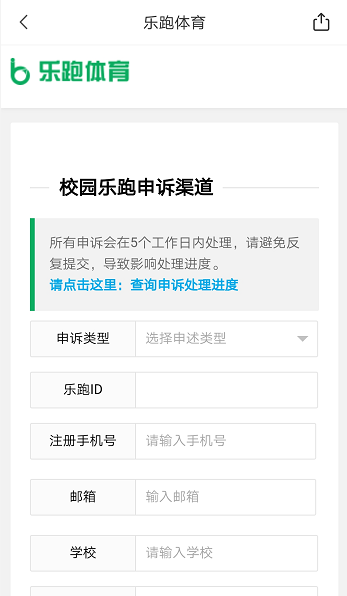 乐跑体育
乐跑体育
校园乐跑申诉渠道
所有申诉会在5个工作日内处理，请避免反
复提交，导致影响处理进度。
请点击这里：查询申诉处理进度
申诉类型 选择申述类型
乐跑ID
注册手机号 请输入手机号
邮箱 输入邮箱
学校 请输入学校